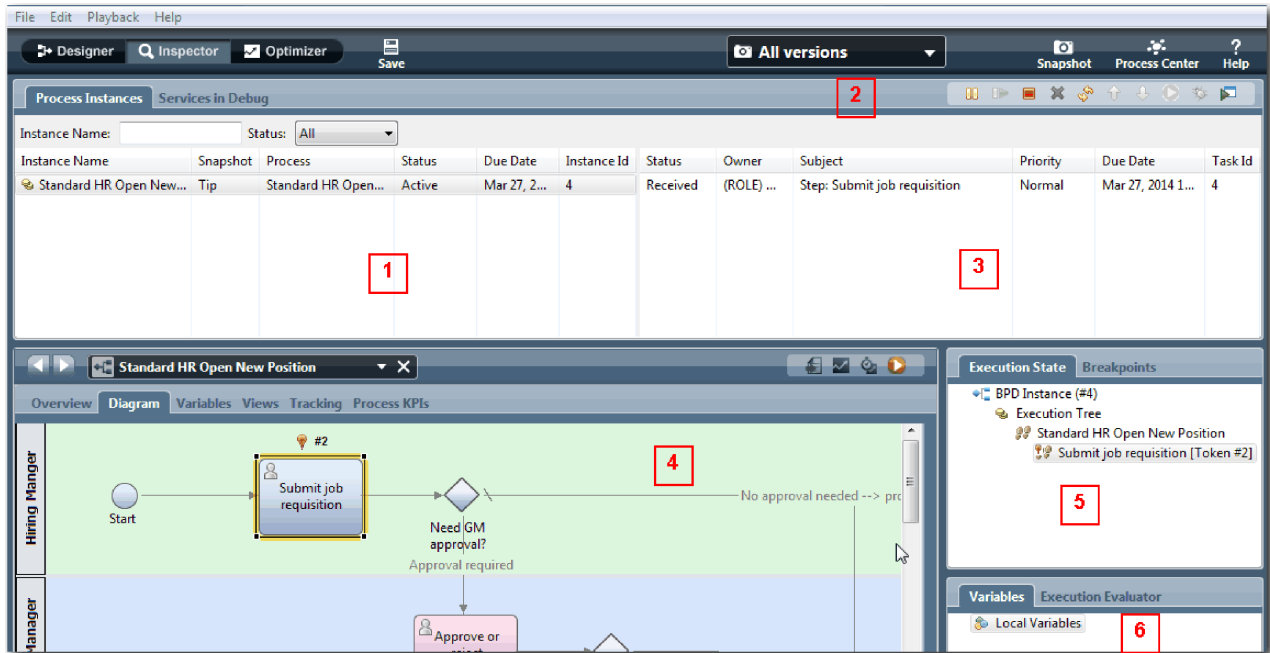 File Edit Playback Help
Designer Inspector Optimizer Save All versions Snapshot Process Center Help
Process Instances Services in Debug 2
Instance Name: Status: All
Instance Name Snapshot Process Status Due Date Instance Id Status Owner Subject Priority Due Date Task Id
Standard HR Open New... Tip Standard HR Open... Active Mar 27, 2... 4 Received (ROLE) ... Step: Submit job requisition Normal Mar 27, 2014 1... 4
1
3
Standard HR Open New Position
Overview Diagram Variables Views Tracking Process KPIs
Hiring Manger
#2
Submit job
requisition
Start
Need GM
approval?
Approval required
4
No approval needed --> pro
Manager
Approve or
reject
Execution State Breakpoints
BPD Instance (#4)
Execution Tree
Standard HR Open New Position
Submit job requisition [Token #2]
5
Variables Execution Evaluator
Local Variables
6